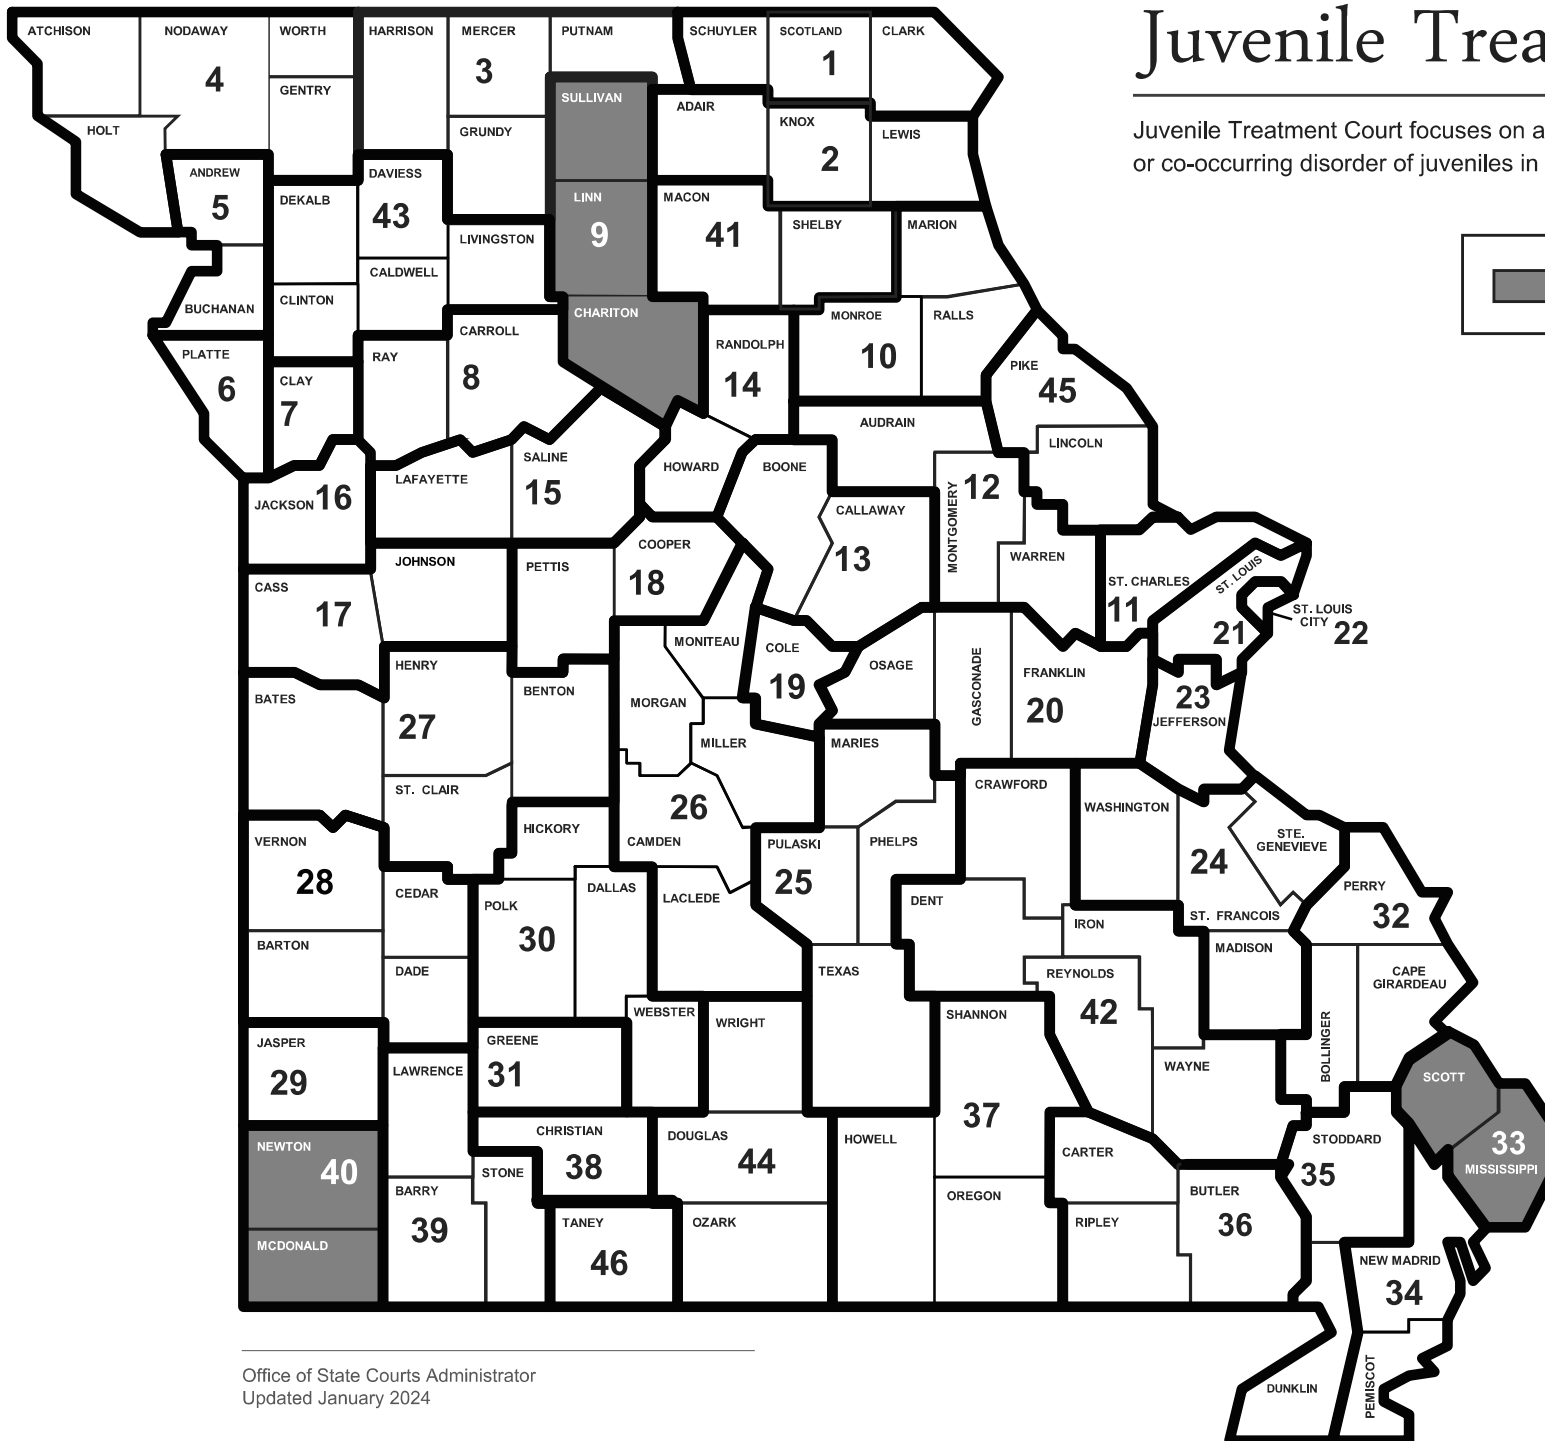 Juvenile Trea
Juvenile Treatment Court focuses on a
or co-occurring disorder of juveniles in
ATCHISON
NODAWAY
4
WORTH
HARRISON
MERCER
3
PUTNAM
SCHUYLER
SCOTLAND
1
CLARK
GENTRY
HOLT
GRUNDY
SULLIVAN
ADAIR
KNOX
2
LEWIS
ANDREW
5
DEKALB
DAVIESS
43
LIVINGSTON
LINN
9
MACON
41
SHELBY
MARION
CALDWELL
BUCHANAN
CLINTON
CHARITON
MONROE
10
RALLS
PLATTE
6
CLAY
7
RAY
CARROLL
8
RANDOLPH
14
PIKE
45
AUDRAIN
LINCOLN
JACKSON 16
LAFAYETTE
SALINE
15
HOWARD
BOONE
CALLAWAY
13
MONTGOMERY
12
WARREN
ST. CHARLES
11
ST. LOUIS
21
ST. LOUIS
CITY 22
CASS
17
JOHNSON
PETTIS
COOPER
18
MONITEAU
COLE
19
OSAGE
GASCONADE
FRANKLIN
20
23
JEFFERSON
BATES
HENRY
27
BENTON
MORGAN
MILLER
MARIES
ST. CLAIR
26
CAMDEN
CRAWFORD
WASHINGTON
HICKORY
PULASKI
25
PHELPS
STE.
GENEVIEVE
24
ST. FRANCOIS
VERNON
28
CEDAR
POLK
30
DALLAS
LACLEDE
DENT
IRON
PERRY
32
BARTON
DADE
TEXAS
REYNOLDS
42
MADISON
CAPE
GIRARDEAU
BOLLINGER
JASPER
29
LAWRENCE
GREENE
31
WEBSTER
WRIGHT
SHANNON
37
WAYNE
SCOTT
33
MISSISSIPPI
NEWTON
40
CHRISTIAN
38
STONE
DOUGLAS
44
HOWELL
CARTER
STODDARD
35
MCDONALD
BARRY
39
TANEY
46
OZARK
OREGON
RIPLEY
BUTLER
36
NEW MADRID
34
DUNKLIN
PEMISCOT
Office of State Courts Administrator
Updated January 2024